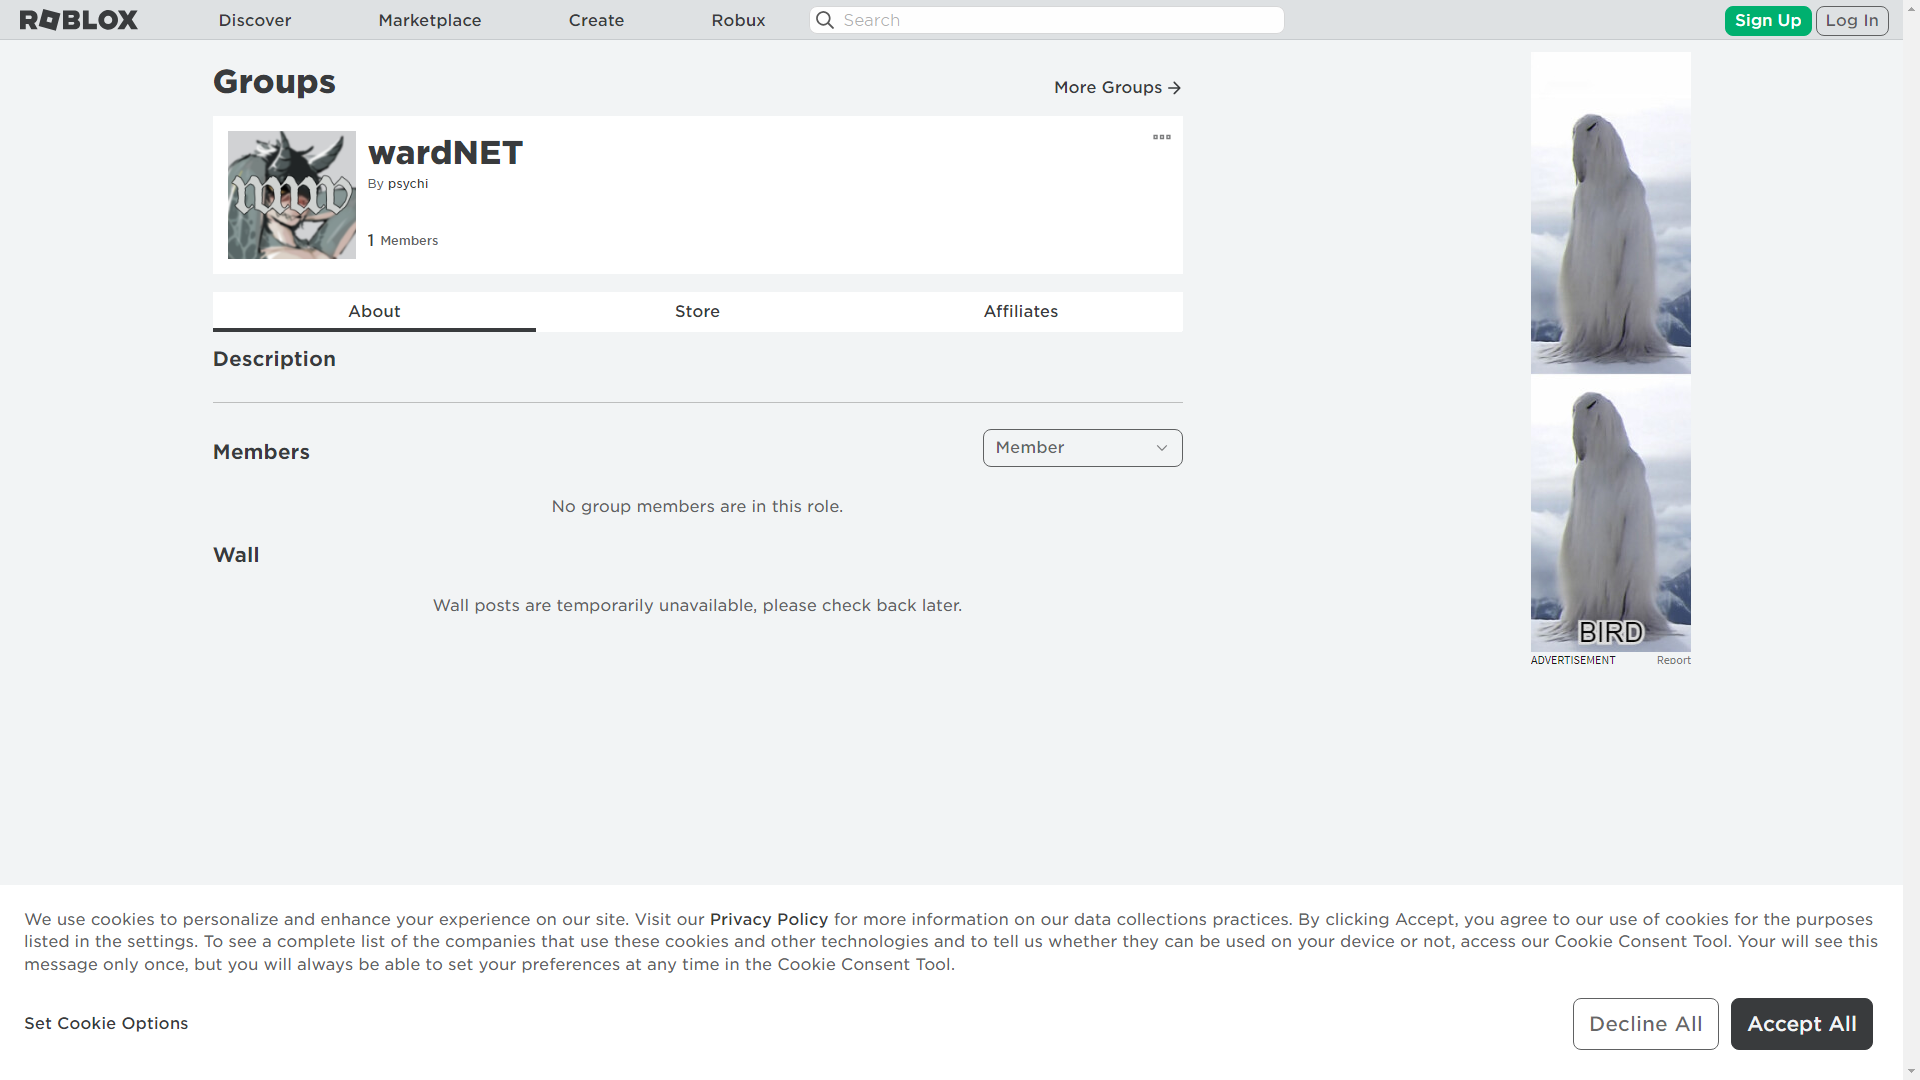 ROBLOX
Discover
Marketplace
Create
Robux
Search
Sign Up
Log In
Groups
More Groups
wardNET
By psychi
1 Members
About
Store
Affiliates
Description
Members
Member
No group members are in this role.
Wall
Wall posts are temporarily unavailable, please check back later.
BIRD
ADVERTISEMENT
Report
We use cookies to personalize and enhance your experience on our site. Visit our Privacy Policy for more information on our data collections practices. By clicking Accept, you agree to our use of cookies for the purposes
listed in the settings. To see a complete list of the companies that use these cookies and other technologies and to tell us whether they can be used on your device or not, access our Cookie Consent Tool. Your will see this
message only once, but you will always be able to set your preferences at any time in the Cookie Consent Tool.
Set Cookie Options
Decline All
Accept All